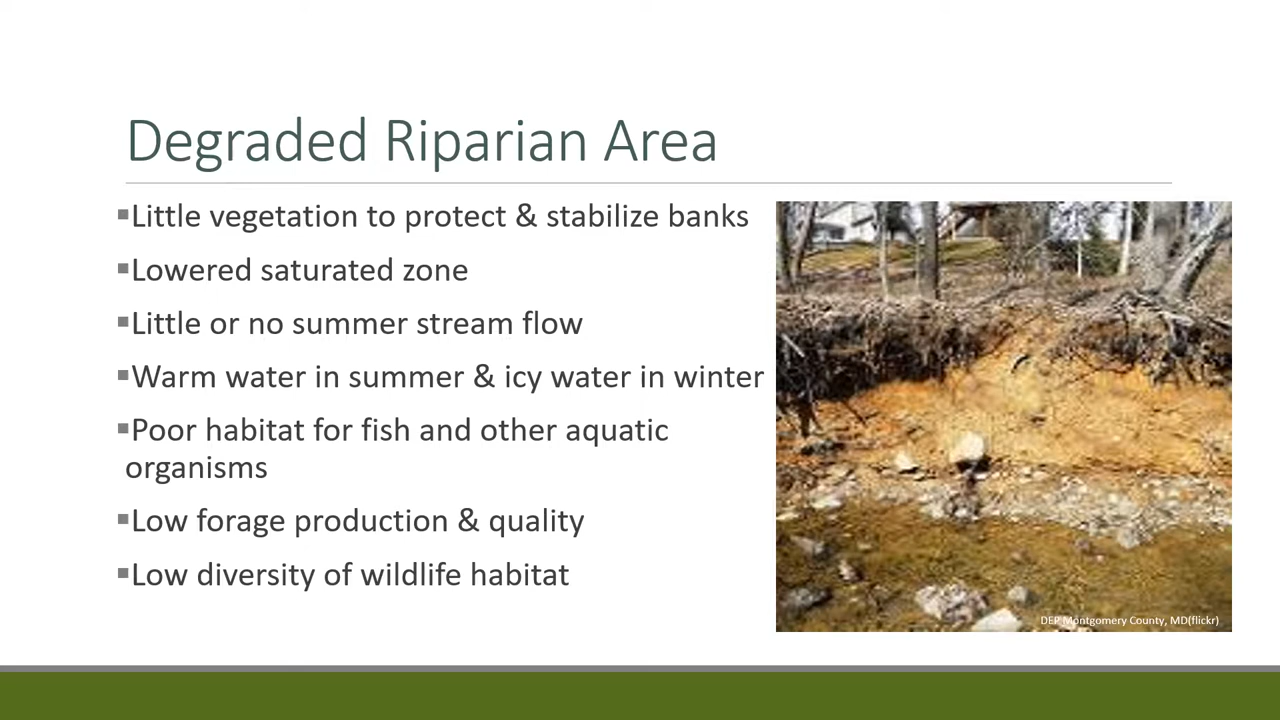 Degraded Riparian Area
▪Little vegetation to protect & stabilize banks
▪Lowered saturated zone
▪Little or no summer stream flow
▪Warm water in summer & icy water in winter
▪Poor habitat for fish and other aquatic
organisms
▪Low forage production & quality
▪Low diversity of wildlife habitat
DEP Montgomery County, MD(flickr)